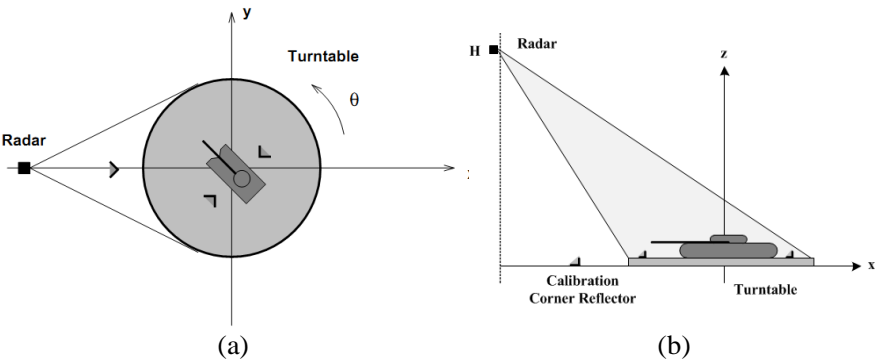 y
Turntable
θ
Radar
(a)
H
Radar
z
x
Calibration
Corner Reflector
Turntable
(b)